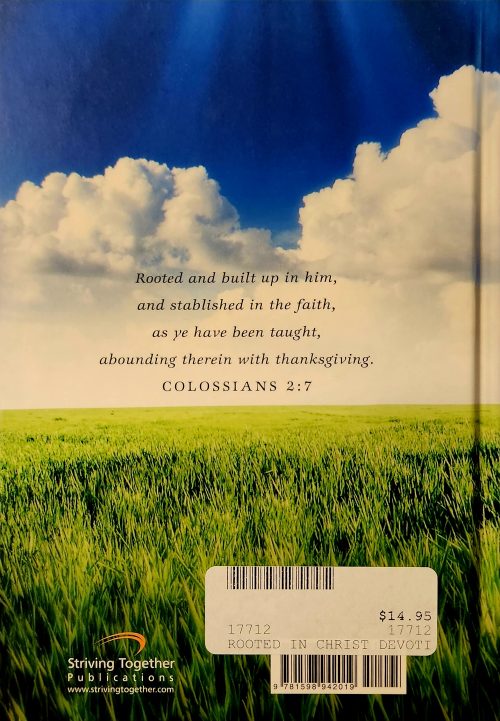 Rooted and built up in him,
and stablished in the faith,
as ye have been taught,
abounding therein with thanksgiving.
COLOSSIANS 2:7
$14.95
17712 17712
ROOTED IN CHRIST DEVOTI
Striving Together
Publications
www.strivingtogether.com
9 781598 942019